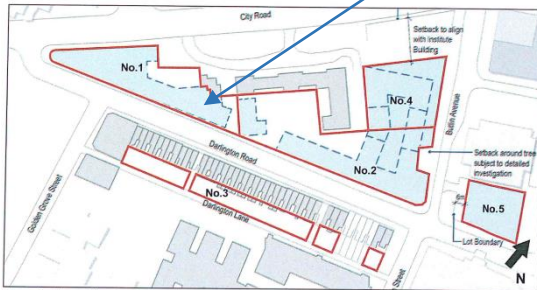 City Road
Setback to align
with Institute
Building
No.1
No.4
Butlin Avenue
Darlington Road
No.2
Setback around tree
subject to detailed
investigation
No.3
Golden Grove Street
Darlington Lane
6m
No.5
Lot Boundary
Street
N